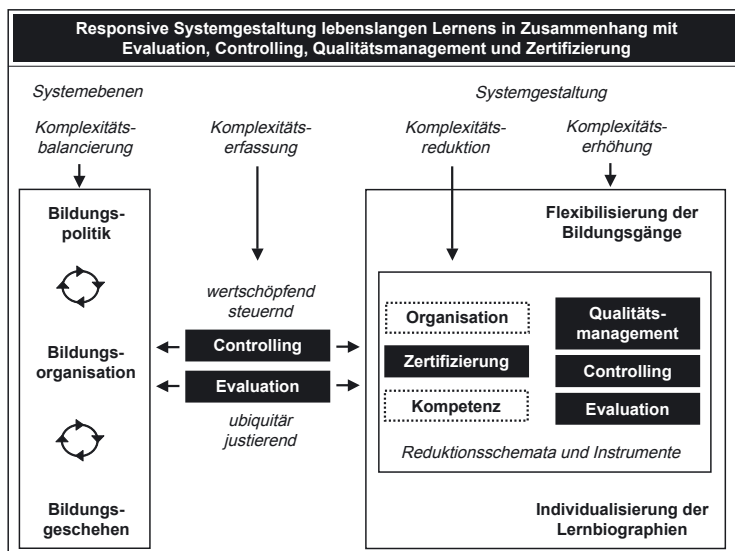 Responsive Systemgestaltung lebenslangen Lernens in Zusammenhang mit
Evaluation, Controlling, Qualitätsmanagement und Zertifizierung
Systemebenen
Systemgestaltung
Komplexitäts-
balancierung
Komplexitäts-
erfassung
Komplexitäts-
reduktion
Komplexitäts-
erhöhung
Bildungs-
politik
Bildungs-
organisation
Bildungs-
geschehen
wertschöpfend
steuernd
Controlling
Evaluation
ubiquitär
justierend
Flexibilisierung der
Bildungsgänge
Organisation
Zertifizierung
Kompetenz
Qualitäts-
management
Controlling
Evaluation
Reduktionsschemata und Instrumente
Individualisierung der
Lernbiographien